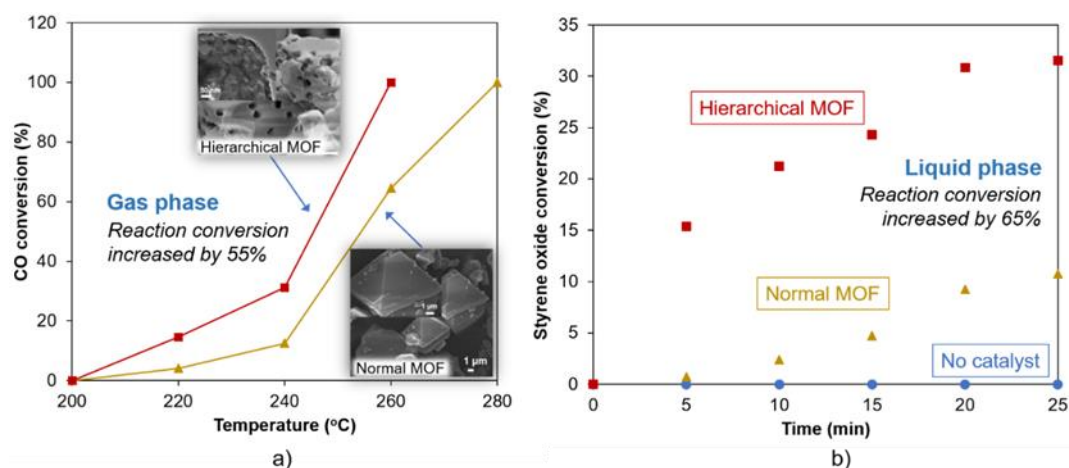 120
100
80
60
40
20
0
CO conversion (%)
200
220
240
260
280
Temperature (°C)
Gas phase
Reaction conversion
increased by 55%
Hierarchical MOF
1 µm
1 µm
Normal MOF
a)
35
30
25
20
15
10
5
0
Styrene oxide conversion (%)
0
5
10
15
20
25
Time (min)
Hierarchical MOF
Liquid phase
Reaction conversion
increased by 65%
Normal MOF
No catalyst
b)